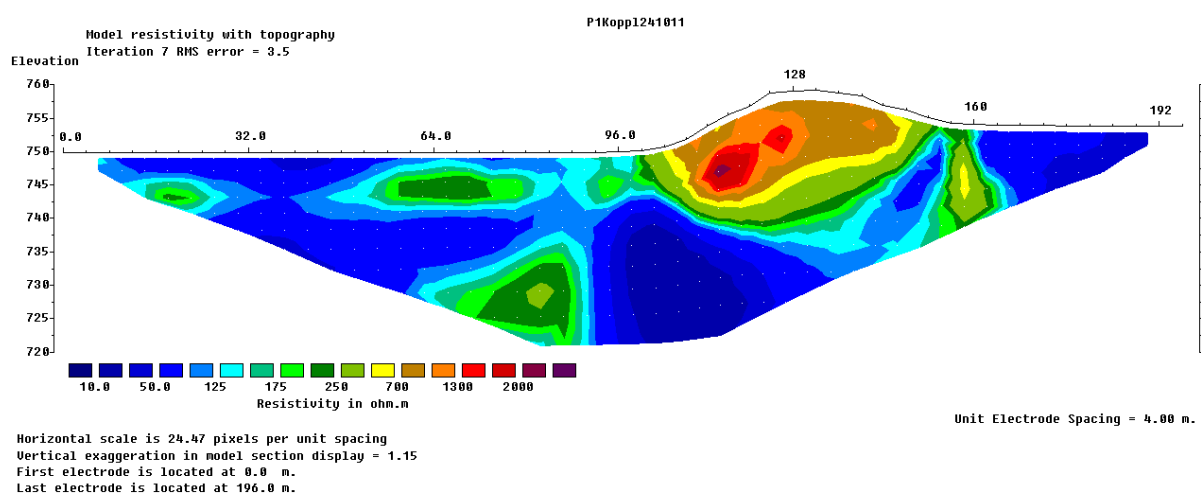 P1Koppl241011
Model resistivity with topography
Iteration 7 RMS error = 3.5
Elevation
760
755
750
745
740
735
730
725
720
0.0 32.0 64.0 96.0 128 160 192
10.0 50.0 125 175 250 700 1300 2000
Resistivity in ohm.m
Unit Electrode Spacing = 4.00 m.
Horizontal scale is 24.47 pixels per unit spacing
Vertical exaggeration in model section display = 1.15
First electrode is located at 0.0 m.
Last electrode is located at 196.0 m.